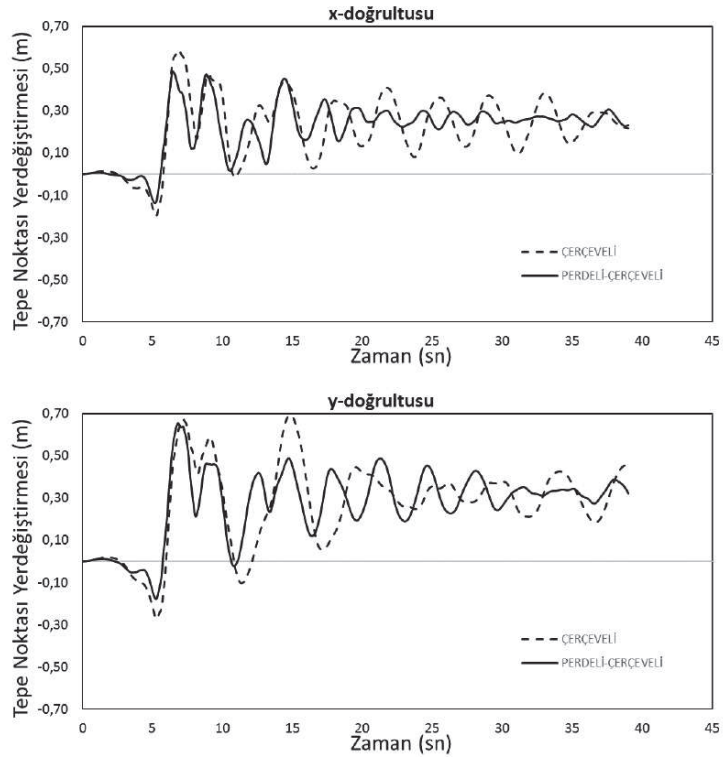 x-doğrultusu
Tepe Noktası Yerdeğiştirmesi (m)
0,70
0,50
0,30
0,10
-0,10
-0,30
-0,50
-0,70
ÇERÇEVELİ
PERDELİ-ÇERÇEVELİ
0 5 10 15 20 25 30 35 40 45
Zaman (sn)
y-doğrultusu
Tepe Noktası Yerdeğiştirmesi (m)
0,70
0,50
0,30
0,10
-0,10
-0,30
-0,50
-0,70
ÇERÇEVELİ
PERDELİ-ÇERÇEVELİ
0 5 10 15 20 25 30 35 40 45
Zaman (sn)